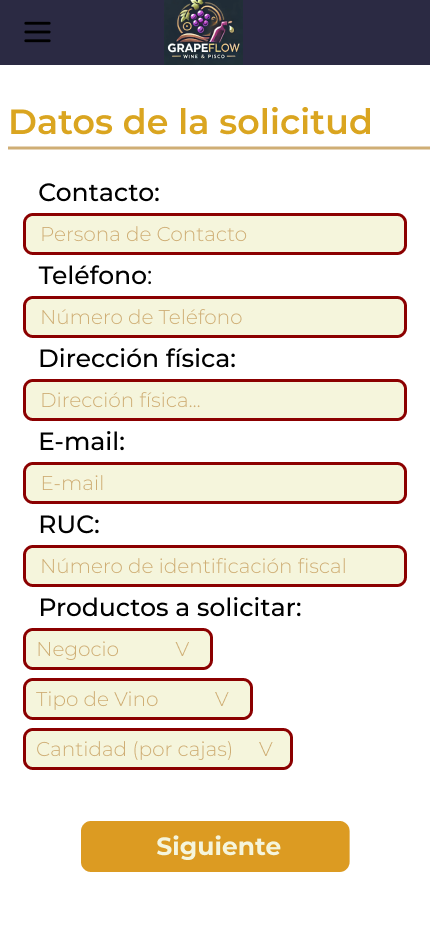 GRAPEFLOW
WINE & PISCO
Datos de la solicitud
Contacto:
Persona de Contacto
Teléfono:
Número de Teléfono
Dirección física:
Dirección física...
E-mail:
E-mail
RUC:
Número de identificación fiscal
Productos a solicitar:
Negocio V
Tipo de Vino V
Cantidad (por cajas) V
Siguiente